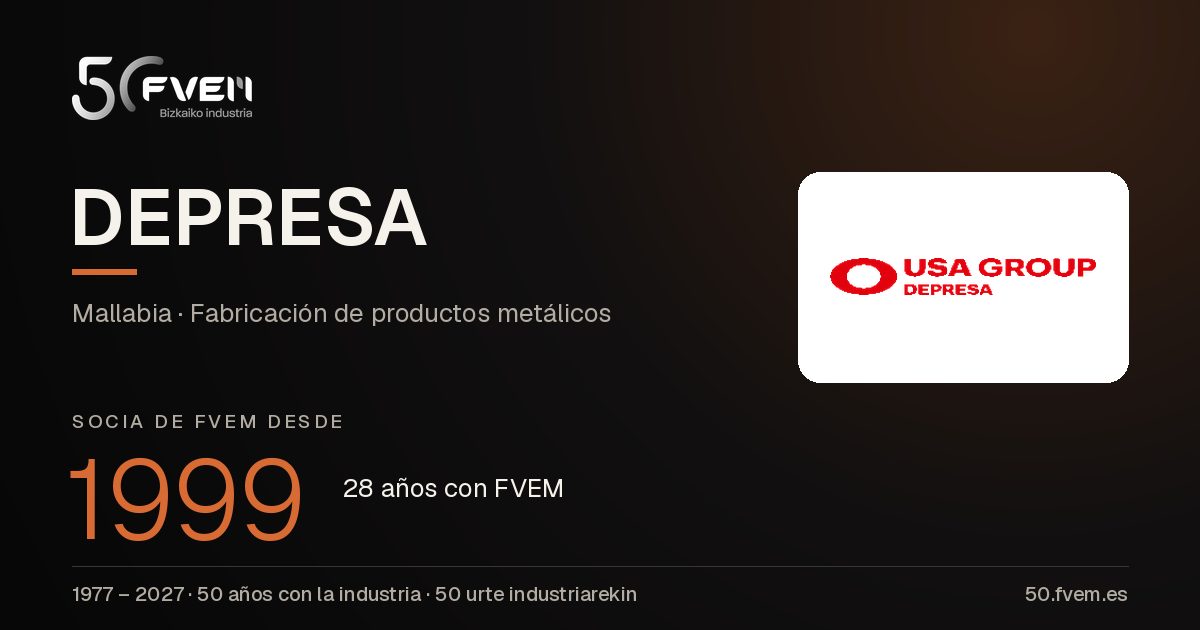 50 FVEM
Bizkaiko industria
DEPRESA
Mallabia · Fabricación de productos metálicos
USA GROUP
DEPRESA
SOCIA DE FVEM DESDE
1999
28 años con FVEM
1977 – 2027 · 50 años con la industria · 50 urte industriarekin
50.fvem.es